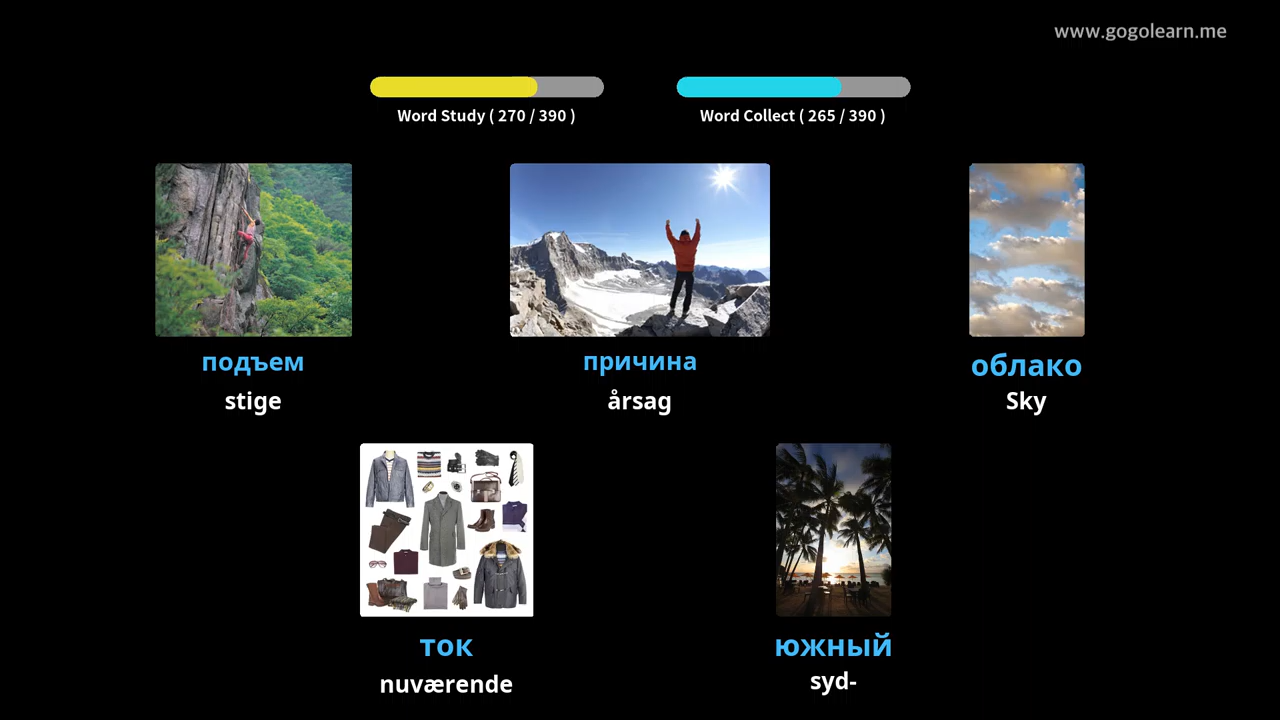 www.gogolearn.me
Word Study ( 270 / 390 )
Word Collect ( 265 / 390 )
подъем
stige
причина
årsag
облако
Sky
ток
nuværende
южный
syd-